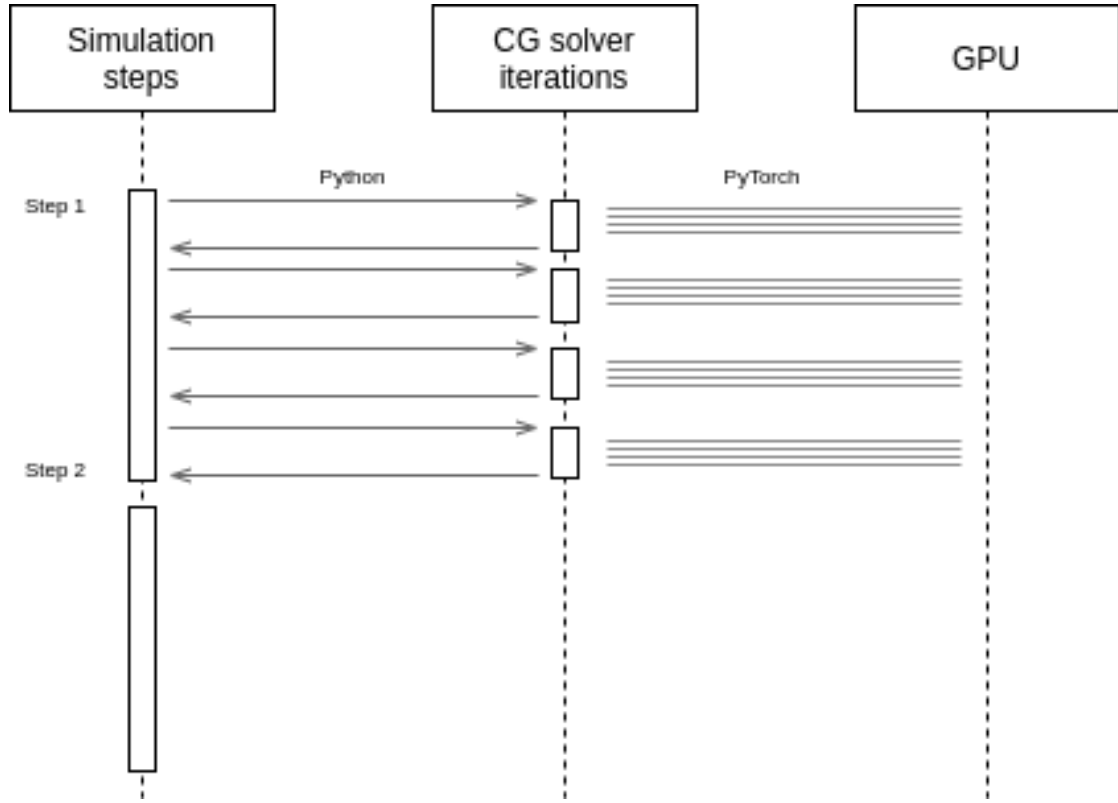 Simulation
steps
CG solver
iterations
GPU
Python
PyTorch
Step 1
Step 2